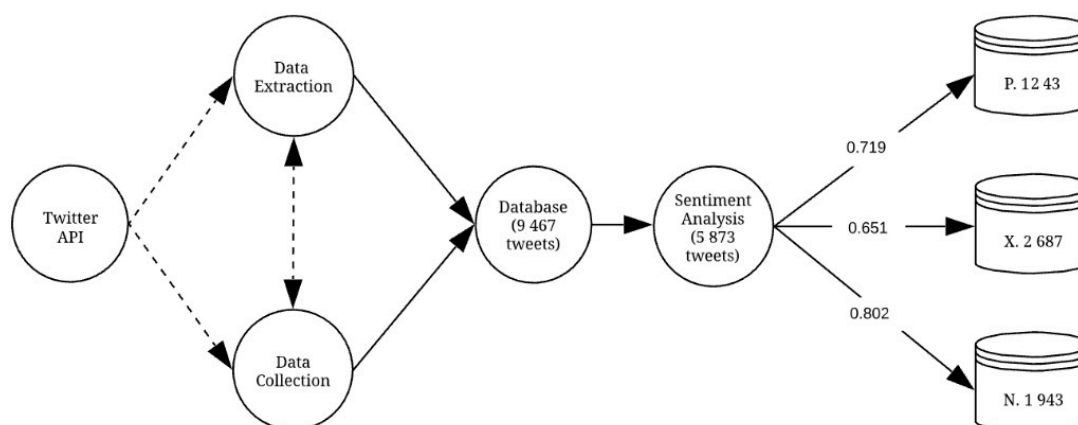 Twitter
API
Data
Extraction
Data
Collection
Database
(9 467
tweets)
Sentiment
Analysis
(5 873
tweets)
0.719
0.651
0.802
P. 12 43
X. 2 687
N. 1 943